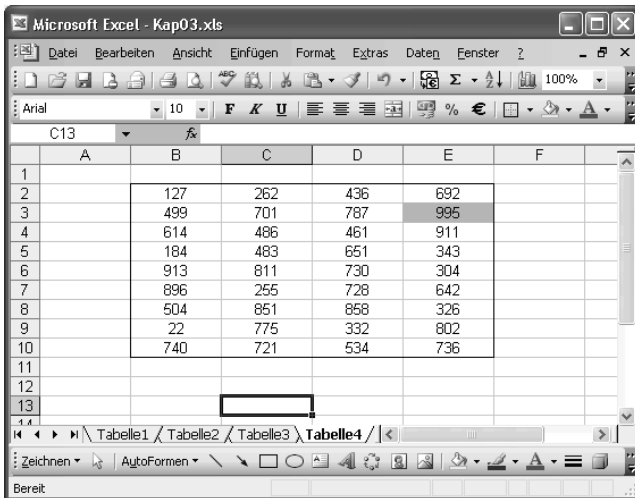 Microsoft Excel - Kap03.xls
Datei Bearbeiten Ansicht Einfügen Format Extras Daten Fenster ?
ABC Σ 100%
Arial 10 F K U % € A
C13 fx
A B C D E F
1
2 127 262 436 692
3 499 701 787 995
4 614 486 461 911
5 184 483 651 343
6 913 811 730 304
7 896 255 728 642
8 504 851 858 326
9 22 775 332 802
10 740 721 534 736
11
12
13
14
Tabelle1 Tabelle2 Tabelle3 Tabelle4
Zeichnen AutoFormen A A
Bereit